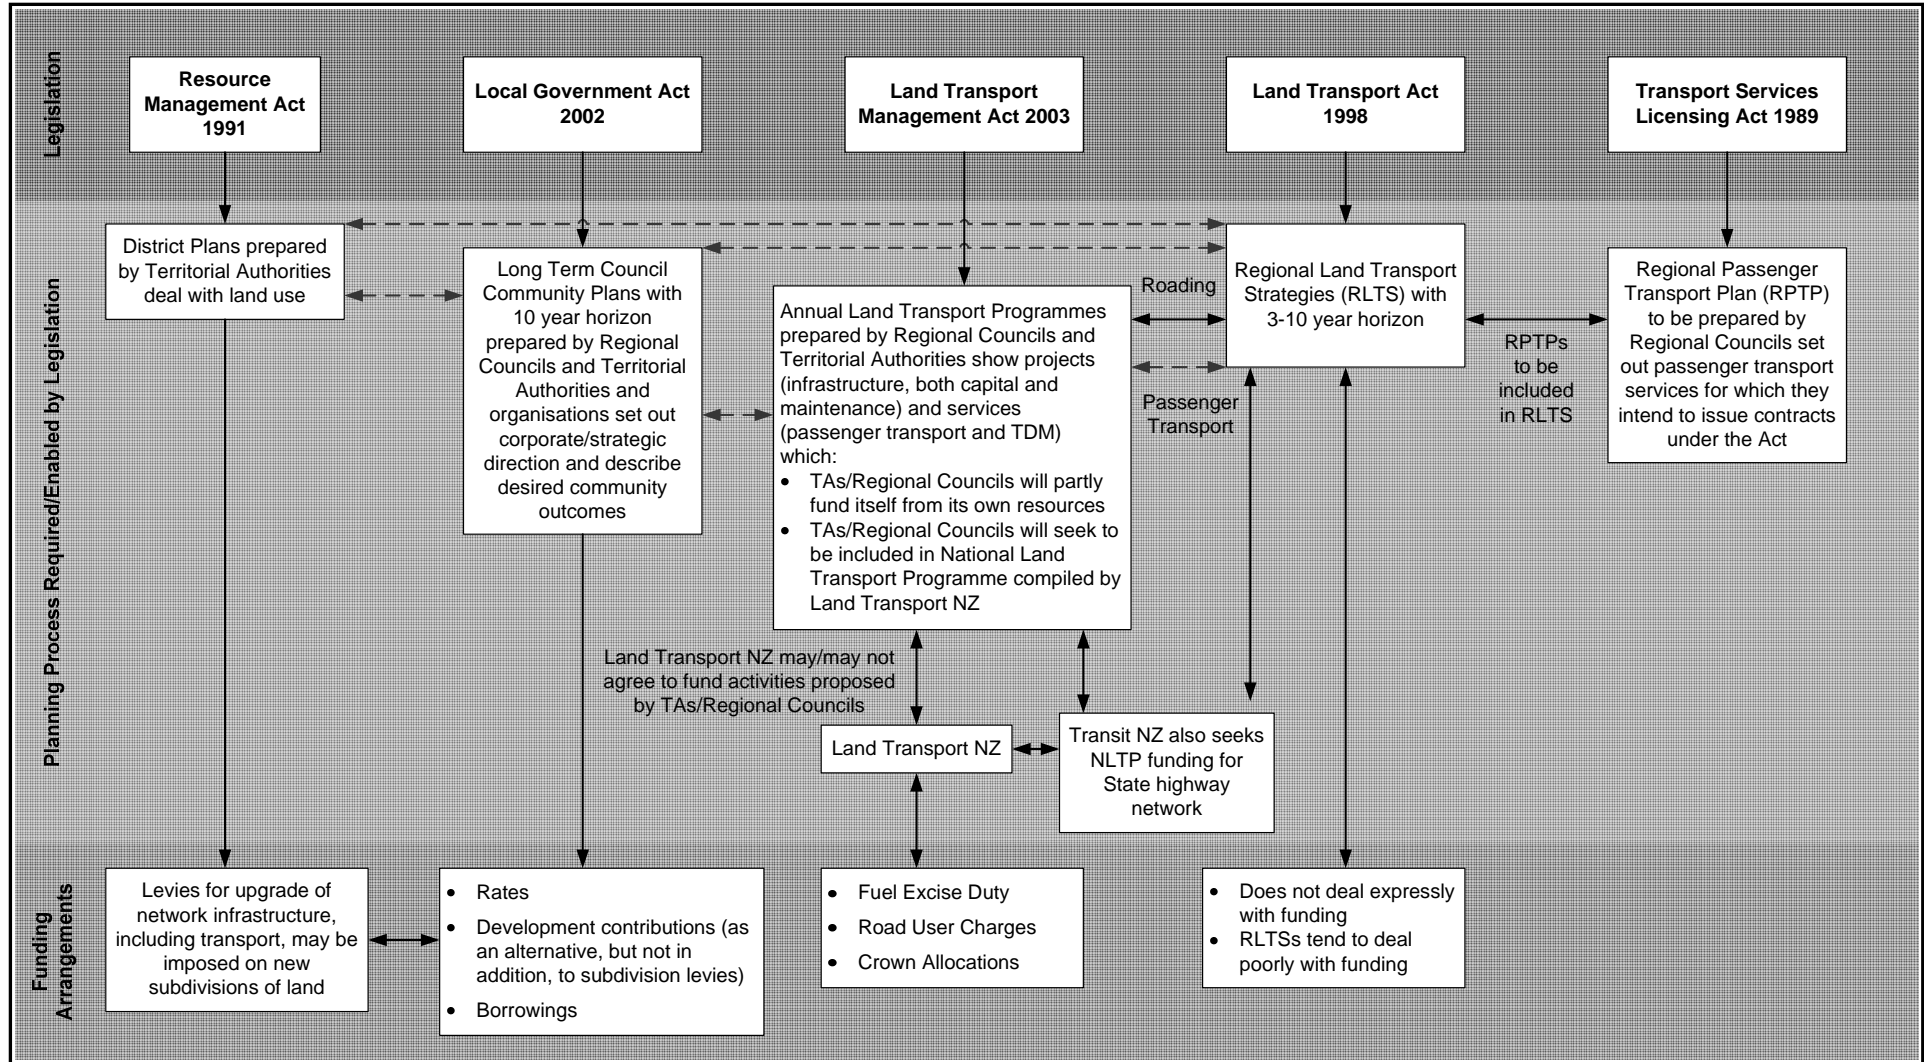 Legislation
Resource
Management Act
1991
Local Government Act
2002
Land Transport
Management Act 2003
Land Transport Act
1998
Transport Services
Licensing Act 1989
Planning Process Required/Enabled by Legislation
District Plans prepared
by Territorial Authorities
deal with land use
Long Term Council
Community Plans with
10 year horizon
prepared by Regional
Councils and Territorial
Authorities and
organisations set out
corporate/strategic
direction and describe
desired community
outcomes
Annual Land Transport Programmes
prepared by Regional Councils and
Territorial Authorities show projects
(infrastructure, both capital and
maintenance) and services
(passenger transport and TDM)
which:
• TAs/Regional Councils will partly
fund itself from its own resources
• TAs/Regional Councils will seek to
be included in National Land
Transport Programme compiled by
Land Transport NZ
Roading
Passenger
Transport
Regional Land Transport
Strategies (RLTS) with
3-10 year horizon
RPTPs
to be
included
in RLTS
Regional Passenger
Transport Plan (RPTP)
to be prepared by
Regional Councils set
out passenger transport
services for which they
intend to issue contracts
under the Act
Land Transport NZ may/may not
agree to fund activities proposed
by TAs/Regional Councils
Land Transport NZ
Transit NZ also seeks
NLTP funding for
State highway
network
Funding
Arrangements
Levies for upgrade of
network infrastructure,
including transport, may be
imposed on new
subdivisions of land
• Rates
• Development contributions (as
an alternative, but not in
addition, to subdivision levies)
• Borrowings
• Fuel Excise Duty
• Road User Charges
• Crown Allocations
• Does not deal expressly
with funding
• RLTSs tend to deal
poorly with funding